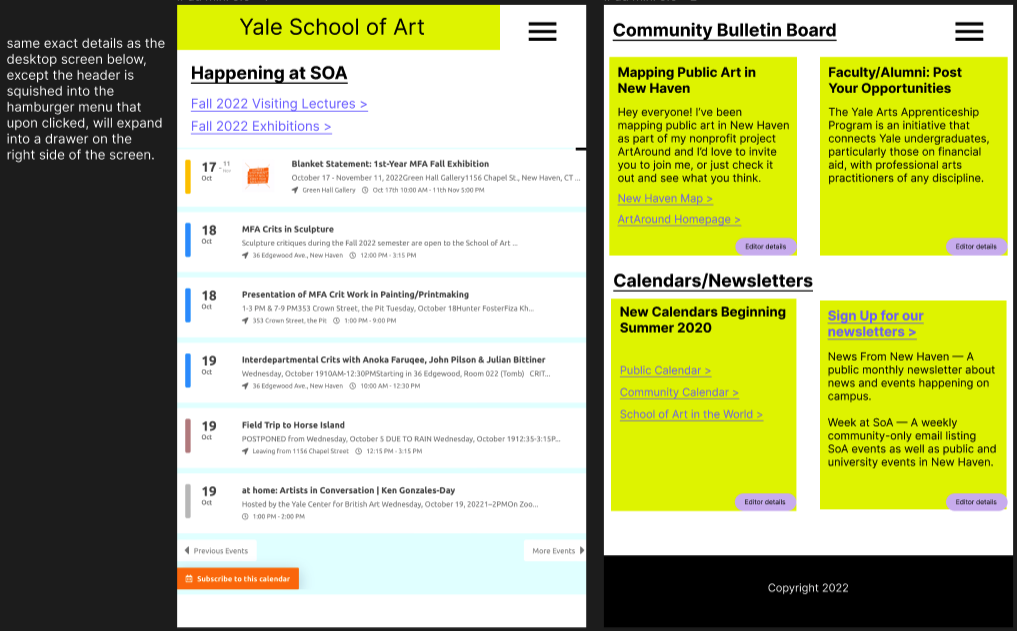 same exact details as the
desktop screen below,
except the header is
squished into the
hamburger menu that
upon clicked, will expand
into a drawer on the
right side of the screen.
Yale School of Art
Happening at SOA
Fall 2022 Visiting Lectures >
Fall 2022 Exhibitions >
17 - 11
Oct Nov
Blanket Statement: 1st-Year MFA Fall Exhibition
October 17 - November 11, 2022Green Hall Gallery1156 Chapel St., New Haven, CT ...
Green Hall Gallery Oct 17th 10:00 AM - 11th Nov 5:00 PM
18
Oct
MFA Crits in Sculpture
Sculpture critiques during the Fall 2022 semester are open to the School of Art ...
36 Edgewood Ave., New Haven 12:00 PM - 3:15 PM
18
Oct
Presentation of MFA Crit Work in Painting/Printmaking
1-3 PM & 7-9 PM353 Crown Street, the Pit Tuesday, October 18Hunter FosterFiza Kh...
353 Crown Street, the Pit 1:00 PM - 9:00 PM
19
Oct
Interdepartmental Crits with Anoka Faruqee, John Pilson & Julian Bittiner
Wednesday, October 1910AM-12:30PMStarting in 36 Edgewood, Room 022 (Tomb) CRIT...
36 Edgewood Ave., New Haven 10:00 AM - 12:30 PM
19
Oct
Field Trip to Horse Island
POSTPONED from Wednesday, October 5 DUE TO RAIN Wednesday, October 1912:35-3:15P...
Leaving from 1156 Chapel Street 12:15 PM - 3:15 PM
19
Oct
at home: Artists in Conversation | Ken Gonzales-Day
Hosted by the Yale Center for British Art Wednesday, October 19, 20221–2PMOn Zoo...
1:00 PM - 2:00 PM
Previous Events
More Events
Subscribe to this calendar
Community Bulletin Board
Mapping Public Art in
New Haven
Hey everyone! I've been
mapping public art in New Haven
as part of my nonprofit project
ArtAround and I'd love to invite
you to join me, or just check it
out and see what you think.
New Haven Map >
ArtAround Homepage >
Editor details
Faculty/Alumni: Post
Your Opportunities
The Yale Arts Apprenticeship
Program is an initiative that
connects Yale undergraduates,
particularly those on financial
aid, with professional arts
practitioners of any discipline.
Editor details
Calendars/Newsletters
New Calendars Beginning
Summer 2020
Public Calendar >
Community Calendar >
School of Art in the World >
Editor details
Sign Up for our
newsletters >
News From New Haven — A
public monthly newsletter about
news and events happening on
campus.
Week at SoA — A weekly
community-only email listing
SoA events as well as public and
university events in New Haven.
Editor details
Copyright 2022